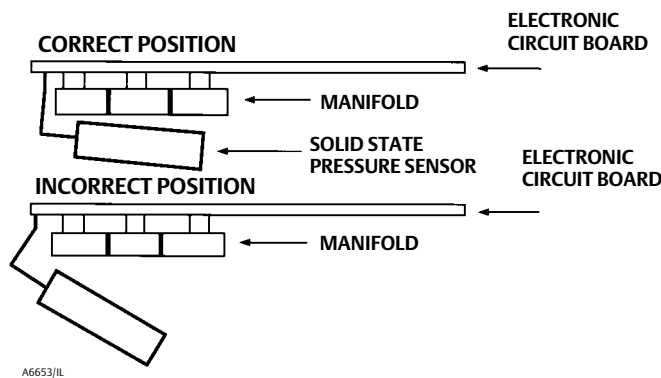 CORRECT POSITION
ELECTRONIC
CIRCUIT BOARD
MANIFOLD
SOLID STATE
PRESSURE SENSOR
INCORRECT POSITION
ELECTRONIC
CIRCUIT BOARD
MANIFOLD
A6653/IL